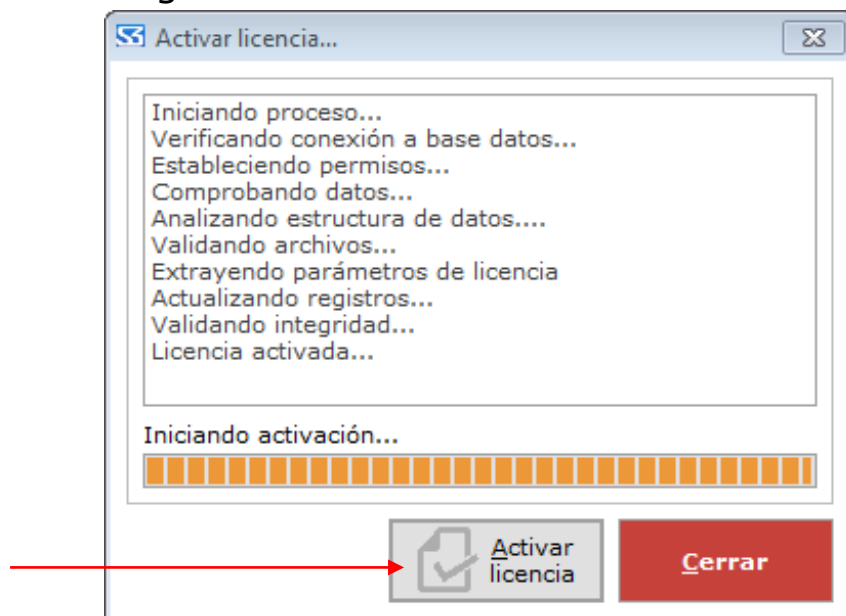 Activar licencia...
Iniciando proceso...
Verificando conexión a base datos...
Estableciendo permisos...
Comprobando datos...
Analizando estructura de datos....
Validando archivos...
Extrayendo parámetros de licencia
Actualizando registros...
Validando integridad...
Licencia activada...
Iniciando activación...
Activar
licencia
Cerrar